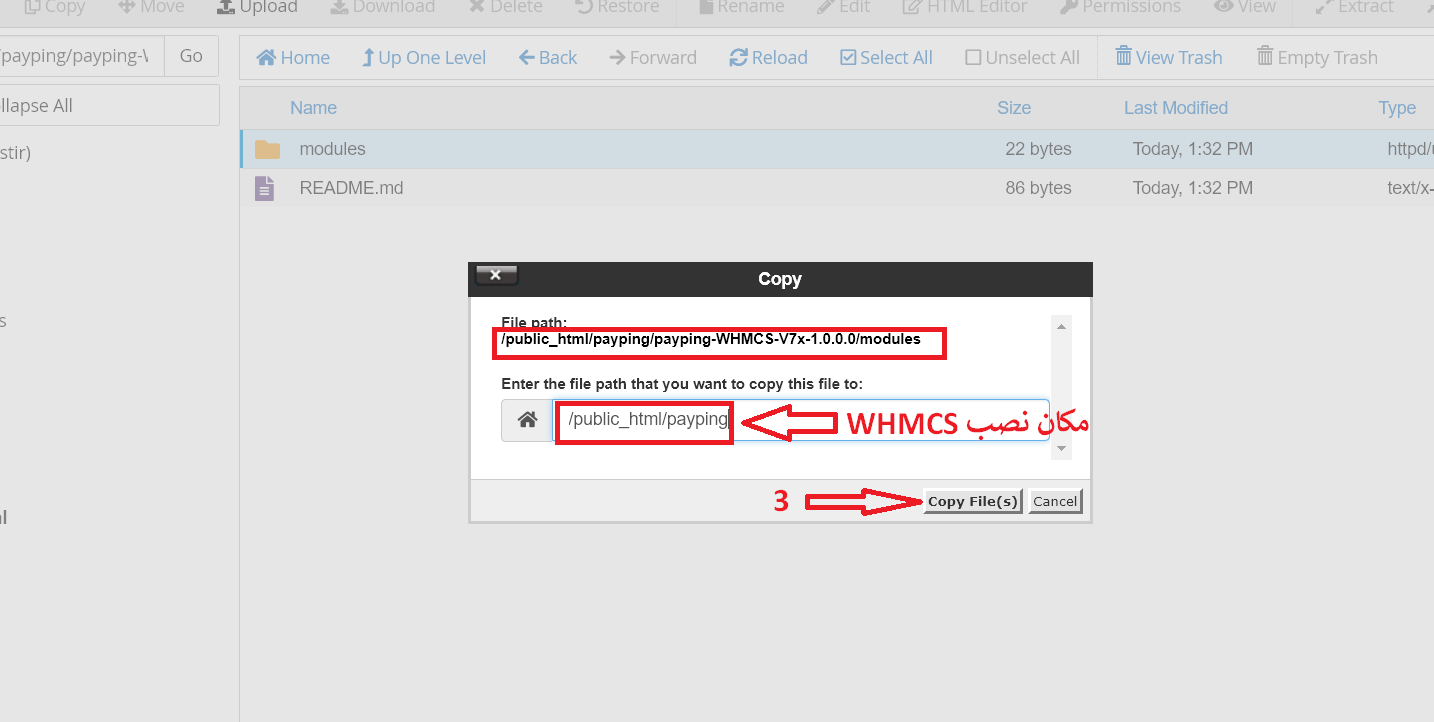 Copy Move Upload Download Delete Restore Rename Edit HTML Editor Permissions View Extract
/payping/payping-\ Go
Home Up One Level Back Forward Reload Select All Unselect All View Trash Empty Trash
llapse All
Name Size Last Modified Type
stir)
modules 22 bytes Today, 1:32 PM httpd/u
README.md 86 bytes Today, 1:32 PM text/x-
Copy
File path:
/public_html/payping/payping-WHMCS-V7x-1.0.0.0/modules
Enter the file path that you want to copy this file to:
/public_html/payping
مکان نصب WHMCS
3
Copy File(s) Cancel